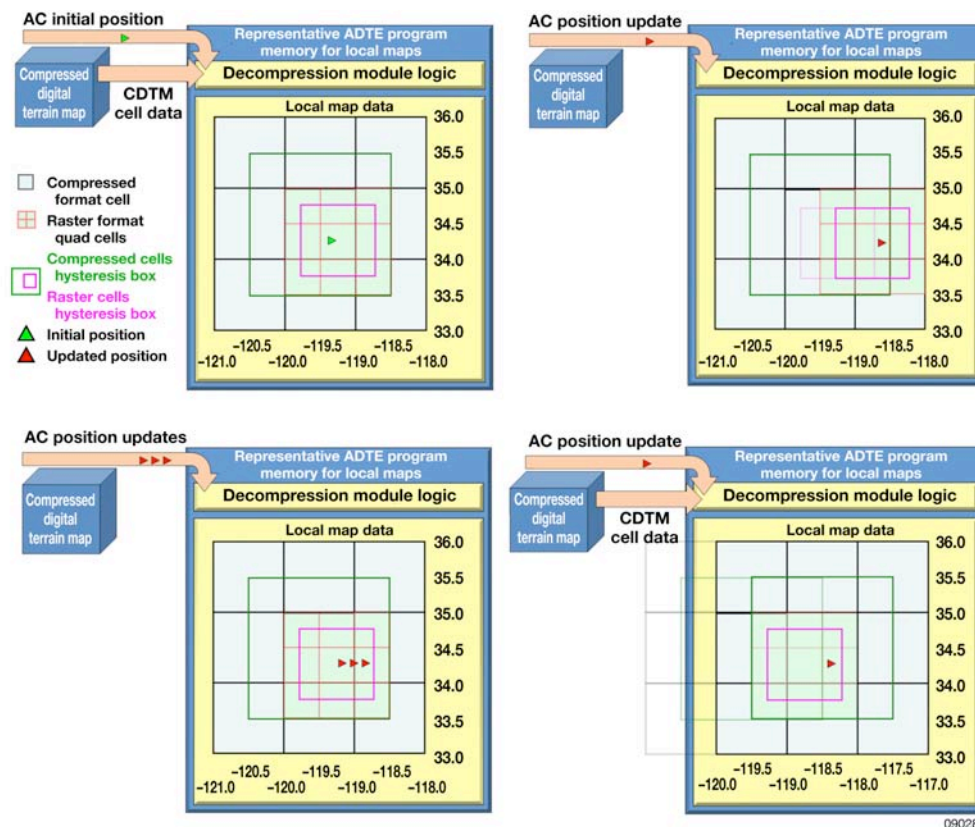 AC initial position
Compressed
digital
terrain map
CDTM
cell data
Representative ADTE program
memory for local maps
Decompression module logic
Local map data
36.0
35.5
35.0
34.5
34.0
33.5
33.0
−120.5 −119.5 −118.5
−121.0 −120.0 −119.0 −118.0
Compressed
format cell
Raster format
quad cells
Compressed cells
hysteresis box
Raster cells
hysteresis box
Initial position
Updated position
AC position update
Compressed
digital
terrain map
Representative ADTE program
memory for local maps
Decompression module logic
Local map data
36.0
35.5
35.0
34.5
34.0
33.5
33.0
−120.5 −119.5 −118.5
−121.0 −120.0 −119.0 −118.0
AC position updates
Compressed
digital
terrain map
Representative ADTE program
memory for local maps
Decompression module logic
Local map data
36.0
35.5
35.0
34.5
34.0
33.5
33.0
−120.5 −119.5 −118.5
−121.0 −120.0 −119.0 −118.0
AC position update
Compressed
digital
terrain map
CDTM
cell data
Representative ADTE program
memory for local maps
Decompression module logic
Local map data
36.0
35.5
35.0
34.5
34.0
33.5
33.0
−119.5 −118.5 −117.5
−120.0 −119.0 −118.0 −117.0